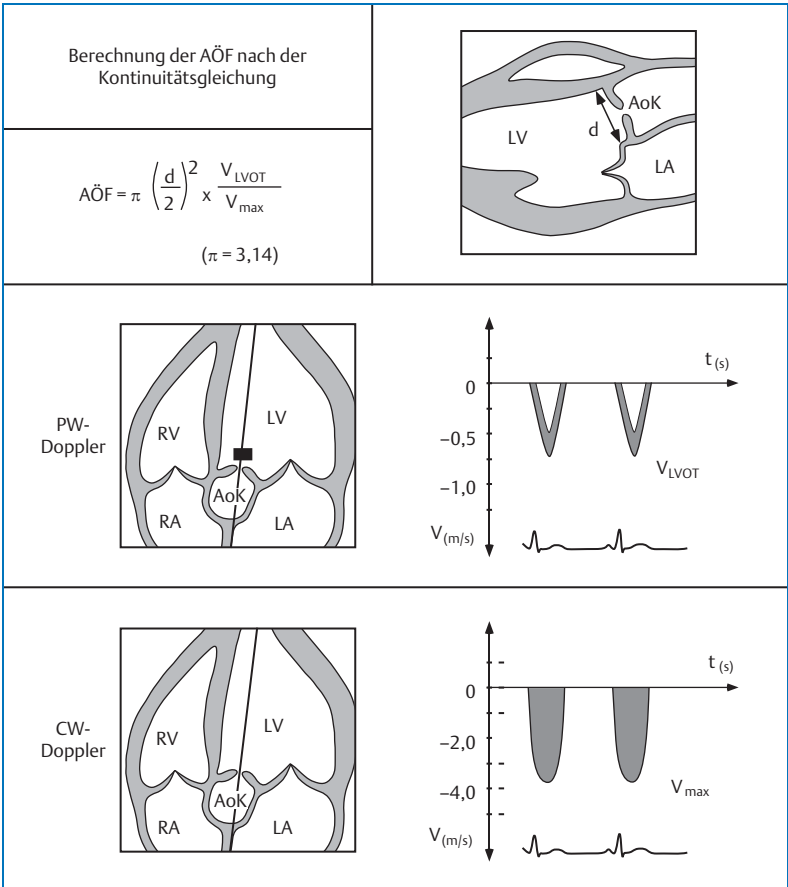 Berechnung der AÖF nach der
Kontinuitätsgleichung
AÖF = π (d/2)² x V_LVOT / V_max
(π = 3,14)
AoK
LV
d
LA
PW-
Doppler
RV
LV
AoK
RA
LA
t (s)
0
–0,5
V_LVOT
–1,0
V(m/s)
CW-
Doppler
RV
LV
AoK
RA
LA
t (s)
0
–2,0
–4,0
V_max
V(m/s)